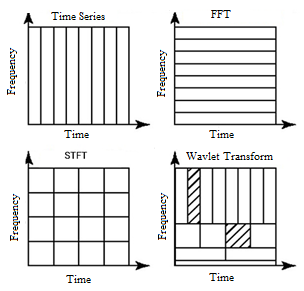 Time Series
Frequency
Time
FFT
Frequency
Time
STFT
Frequency
Time
Wavlet Transform
Frequency
Time